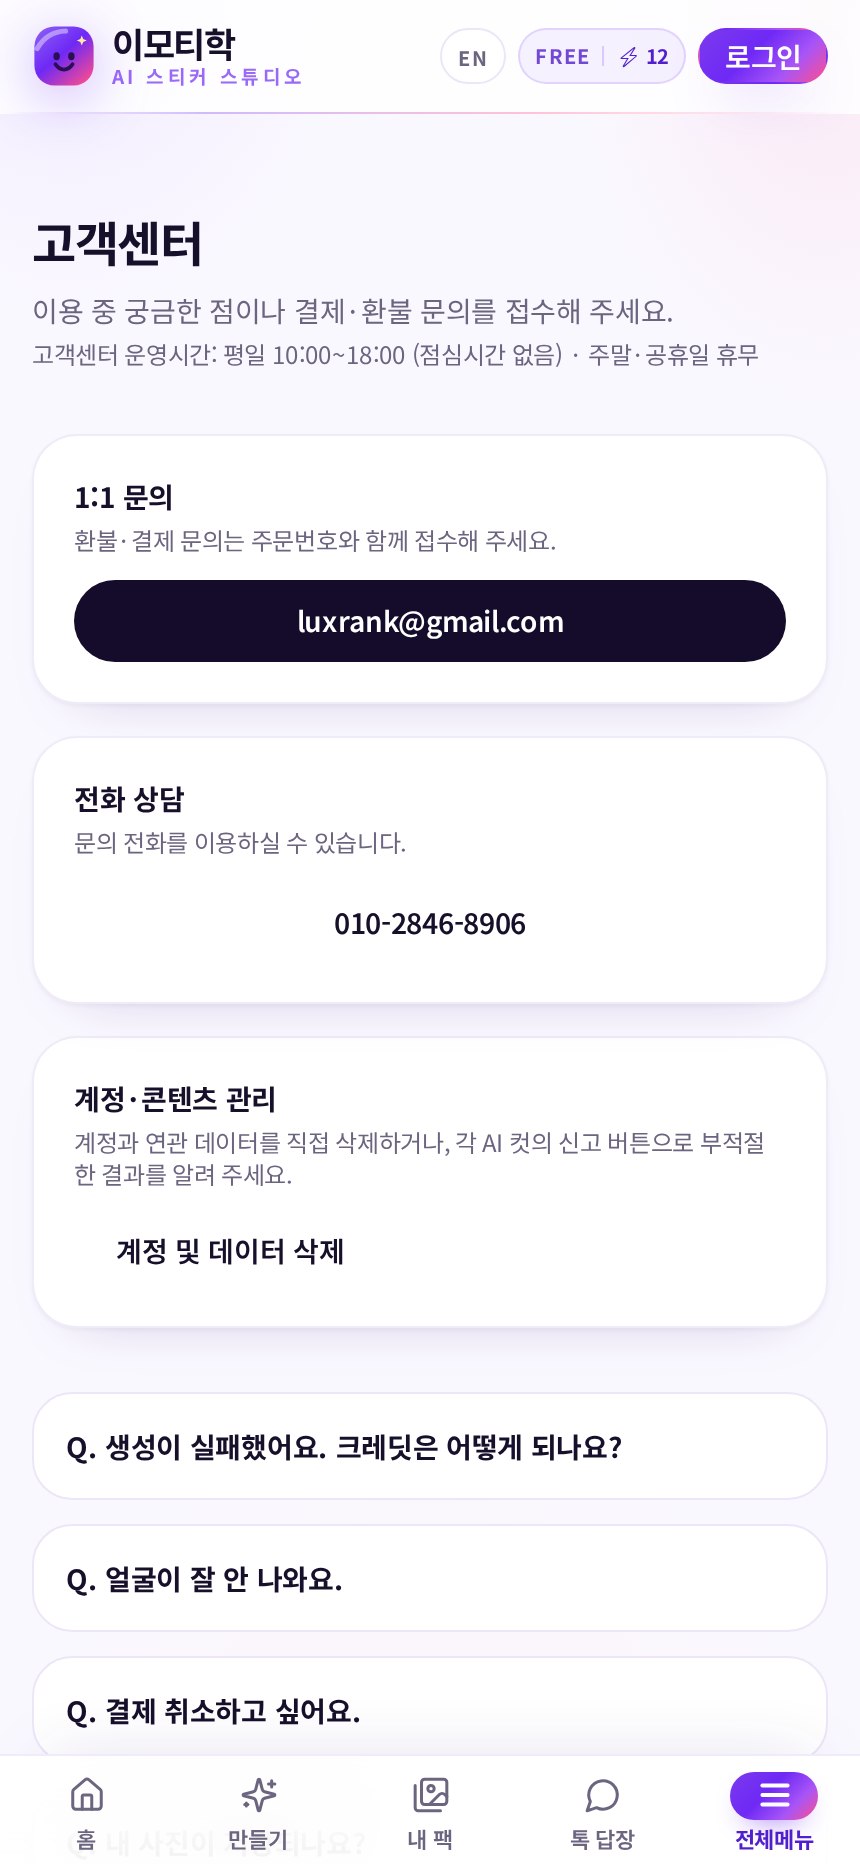 이모티학
AI 스티커 스튜디오
EN
FREE 12
로그인
고객센터
이용 중 궁금한 점이나 결제·환불 문의를 접수해 주세요.
고객센터 운영시간: 평일 10:00~18:00 (점심시간 없음) · 주말·공휴일 휴무
1:1 문의
환불·결제 문의는 주문번호와 함께 접수해 주세요.
luxrank@gmail.com
전화 상담
문의 전화를 이용하실 수 있습니다.
010-2846-8906
계정·콘텐츠 관리
계정과 연관 데이터를 직접 삭제하거나, 각 AI 컷의 신고 버튼으로 부적절
한 결과를 알려 주세요.
계정 및 데이터 삭제
Q. 생성이 실패했어요. 크레딧은 어떻게 되나요?
Q. 얼굴이 잘 안 나와요.
Q. 결제 취소하고 싶어요.
Q. 내 사진이
홈
만들기
내 팩
톡 답장
전체메뉴